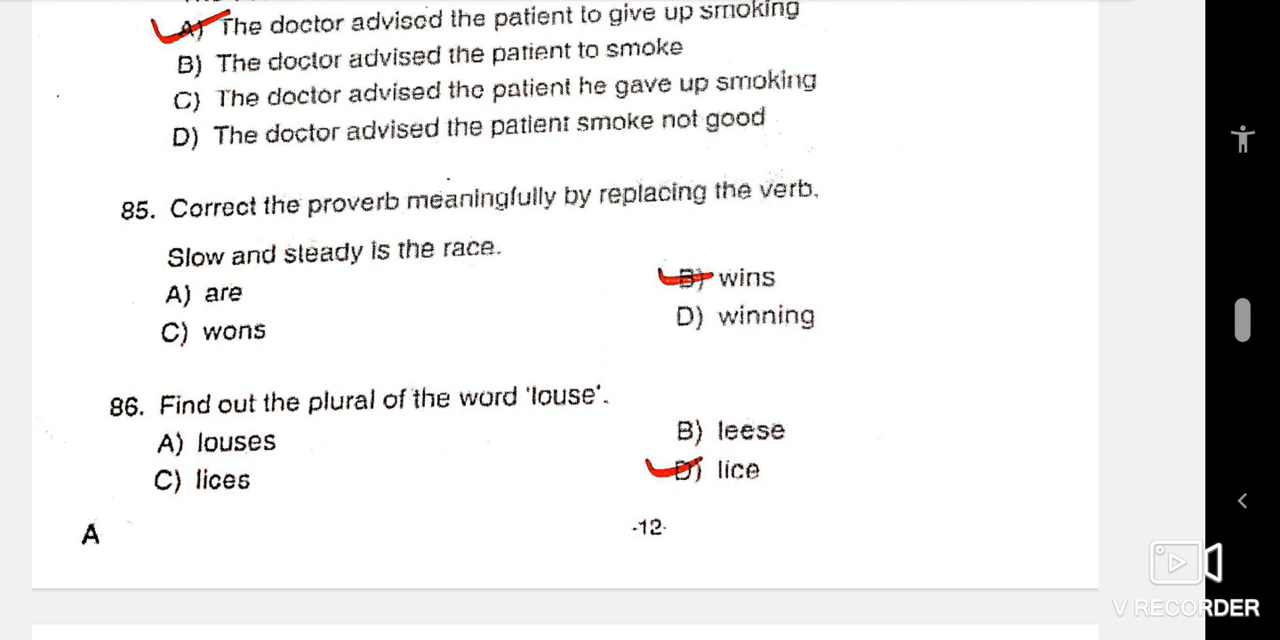 A) The doctor advised the patient to give up smoking
B) The doctor advised the patient to smoke
C) The doctor advised the patient he gave up smoking
D) The doctor advised the patient smoke not good
85. Correct the proverb meaningfully by replacing the verb.
Slow and steady is the race.
A) are
B) wins
C) wons
D) winning
86. Find out the plural of the word 'louse'.
A) louses
B) leese
C) lices
D) lice
A
-12-
V RECORDER